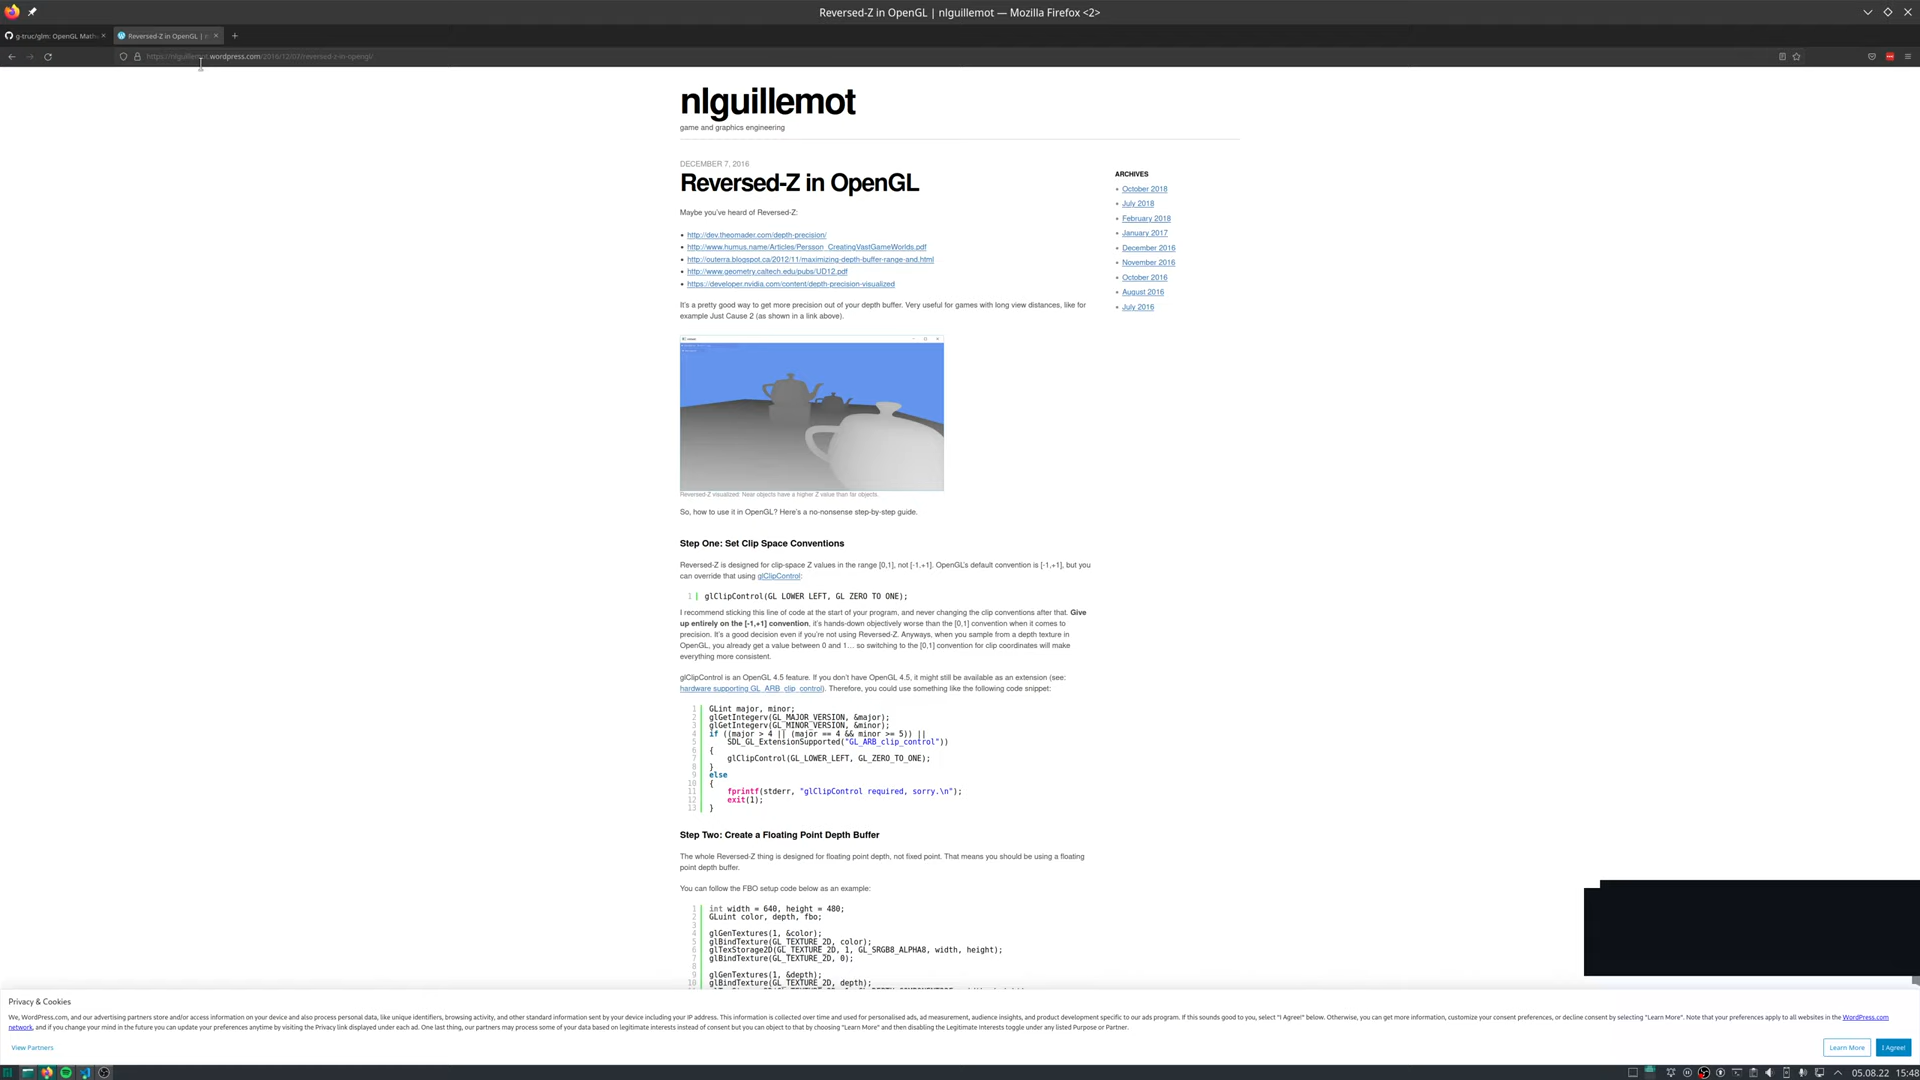 Reversed-Z in OpenGL | nlguillemot — Mozilla Firefox <2>
g-truc/glm: OpenGL Mathe
Reversed-Z in OpenGL | n
https://nlguillemot.wordpress.com/2016/12/07/reversed-z-in-opengl/
nlguillemot
game and graphics engineering
DECEMBER 7, 2016
Reversed-Z in OpenGL
Maybe you've heard of Reversed-Z:
• http://dev.theomader.com/depth-precision/
• http://www.humus.name/Articles/Persson_CreatingVastGameWorlds.pdf
• http://outerra.blogspot.ca/2012/11/maximizing-depth-buffer-range-and.html
• http://www.geometry.caltech.edu/pubs/UD12.pdf
• https://developer.nvidia.com/content/depth-precision-visualized
It's a pretty good way to get more precision out of your depth buffer. Very useful for games with long view distances, like for
example Just Cause 2 (as shown in a link above).
Reversed-Z visualized: Near objects have a higher Z value than far objects.
So, how to use it in OpenGL? Here's a no-nonsense step-by-step guide.
Step One: Set Clip Space Conventions
Reversed-Z is designed for clip-space Z values in the range [0,1], not [-1,+1]. OpenGL's default convention is [-1,+1], but you
can override that using glClipControl:
1 glClipControl(GL_LOWER_LEFT, GL_ZERO_TO_ONE);
I recommend sticking this line of code at the start of your program, and never changing the clip conventions after that. Give
up entirely on the [-1,+1] convention, it's hands-down objectively worse than the [0,1] convention when it comes to
precision. It's a good decision even if you're not using Reversed-Z. Anyways, when you sample from a depth texture in
OpenGL, you already get a value between 0 and 1… so switching to the [0,1] convention for clip coordinates will make
everything more consistent.
glClipControl is an OpenGL 4.5 feature. If you don't have OpenGL 4.5, it might still be available as an extension (see:
hardware supporting GL_ARB_clip_control). Therefore, you could use something like the following code snippet:
1 GLint major, minor;
2 glGetIntegerv(GL_MAJOR_VERSION, &major);
3 glGetIntegerv(GL_MINOR_VERSION, &minor);
4 if ((major > 4 || (major == 4 && minor >= 5)) ||
5 SDL_GL_ExtensionSupported("GL_ARB_clip_control"))
6 {
7 glClipControl(GL_LOWER_LEFT, GL_ZERO_TO_ONE);
8 }
9 else
10 {
11 fprintf(stderr, "glClipControl required, sorry.\n");
12 exit(1);
13 }
Step Two: Create a Floating Point Depth Buffer
The whole Reversed-Z thing is designed for floating point depth, not fixed point. That means you should be using a floating
point depth buffer.
You can follow the FBO setup code below as an example:
1 int width = 640, height = 480;
2 GLuint color, depth, fbo;
3
4 glGenTextures(1, &color);
5 glBindTexture(GL_TEXTURE_2D, color);
6 glTexStorage2D(GL_TEXTURE_2D, 1, GL_SRGB8_ALPHA8, width, height);
7 glBindTexture(GL_TEXTURE_2D, 0);
8
9 glGenTextures(1, &depth);
10 glBindTexture(GL_TEXTURE_2D, depth);
ARCHIVES
• October 2018
• July 2018
• February 2018
• January 2017
• December 2016
• November 2016
• October 2016
• August 2016
• July 2016
Privacy & Cookies
We, WordPress.com, and our advertising partners store and/or access information on your device and also process personal data, like unique identifiers, browsing activity, and other standard information sent by your device including your IP address. This information is collected over time and used for personalised ads, ad measurement, audience insights, and product development specific to our ads program. If this sounds good to you, select "I Agree!" below. Otherwise, you can get more information, customize your consent preferences, or decline consent by selecting "Learn More". Note that your preferences apply to all websites in the WordPress.com
network, and if you change your mind in the future you can update your preferences anytime by visiting the Privacy link displayed under each ad. One last thing, our partners may process some of your data based on legitimate interests instead of consent but you can object to that by choosing "Learn More" and then disabling the Legitimate Interests toggle under any listed Purpose or Partner.
View Partners
Learn More
I Agree!
05.08.22 15:48